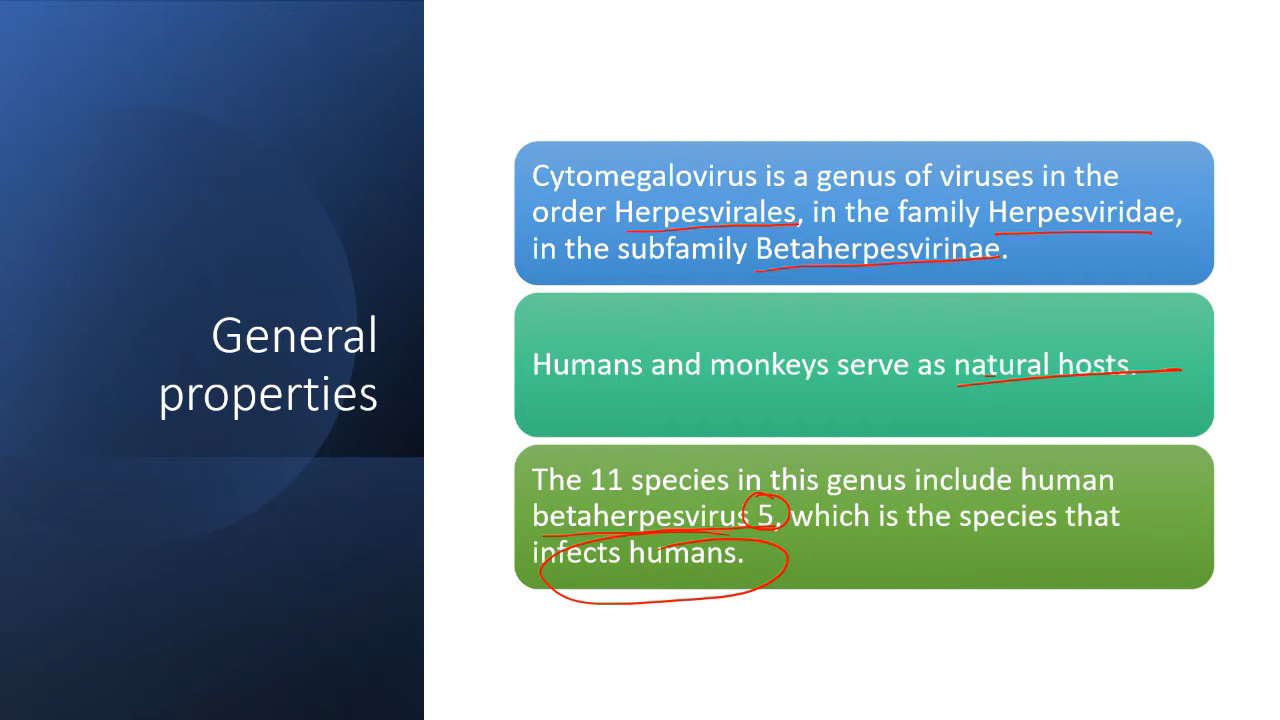 General
properties
Cytomegalovirus is a genus of viruses in the
order Herpesvirales, in the family Herpesviridae,
in the subfamily Betaherpesvirinae.
Humans and monkeys serve as natural hosts.
The 11 species in this genus include human
betaherpesvirus 5, which is the species that
infects humans.